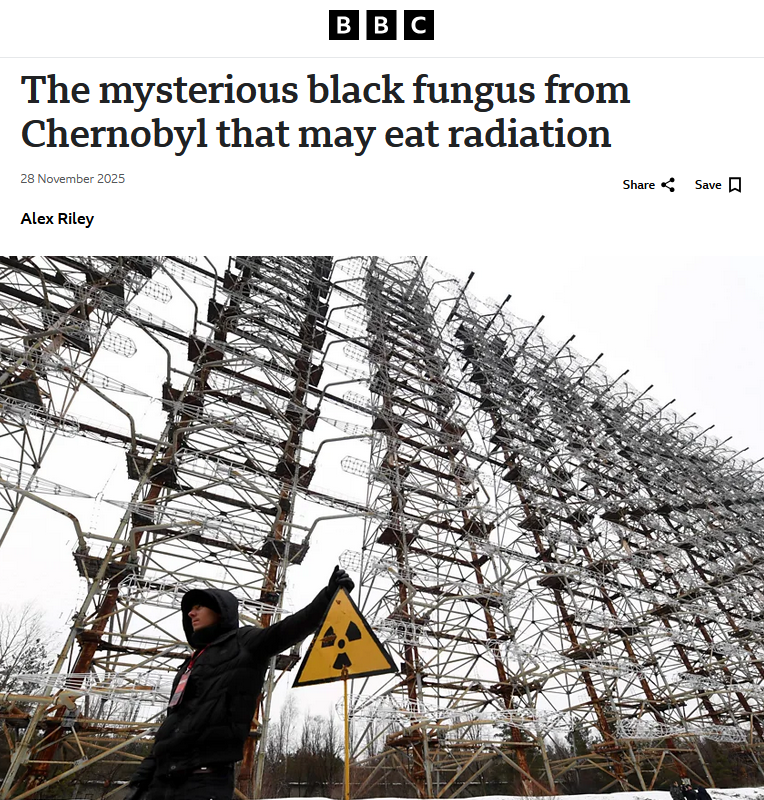 BBC
The mysterious black fungus from
Chernobyl that may eat radiation
28 November 2025
Share
Save
Alex Riley